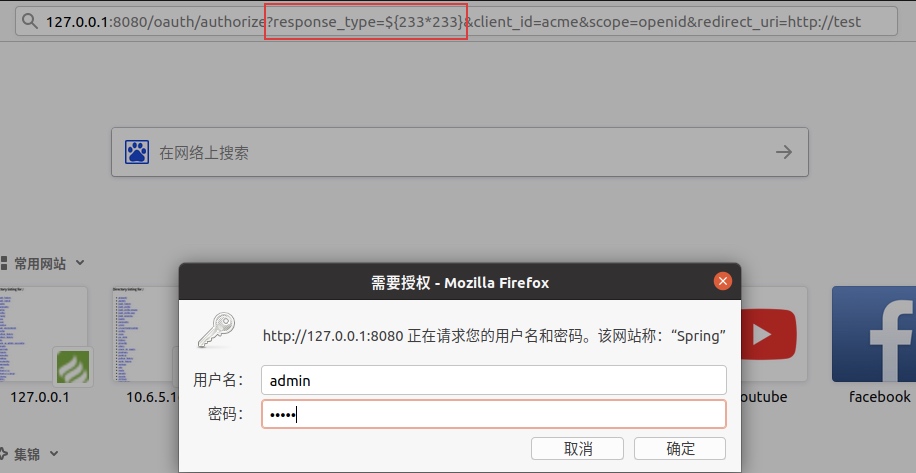 127.0.0.1:8080/oauth/authorize?response_type=${233*233}&client_id=acme&scope=openid&redirect_uri=http://test
在网络上搜索
常用网站
需要授权 - Mozilla Firefox
http://127.0.0.1:8080 正在请求您的用户名和密码。该网站称：“Spring”
用户名： admin
密码： •••••
取消 确定
127.0.0.1 10.6.5.1 outube facebook
集锦